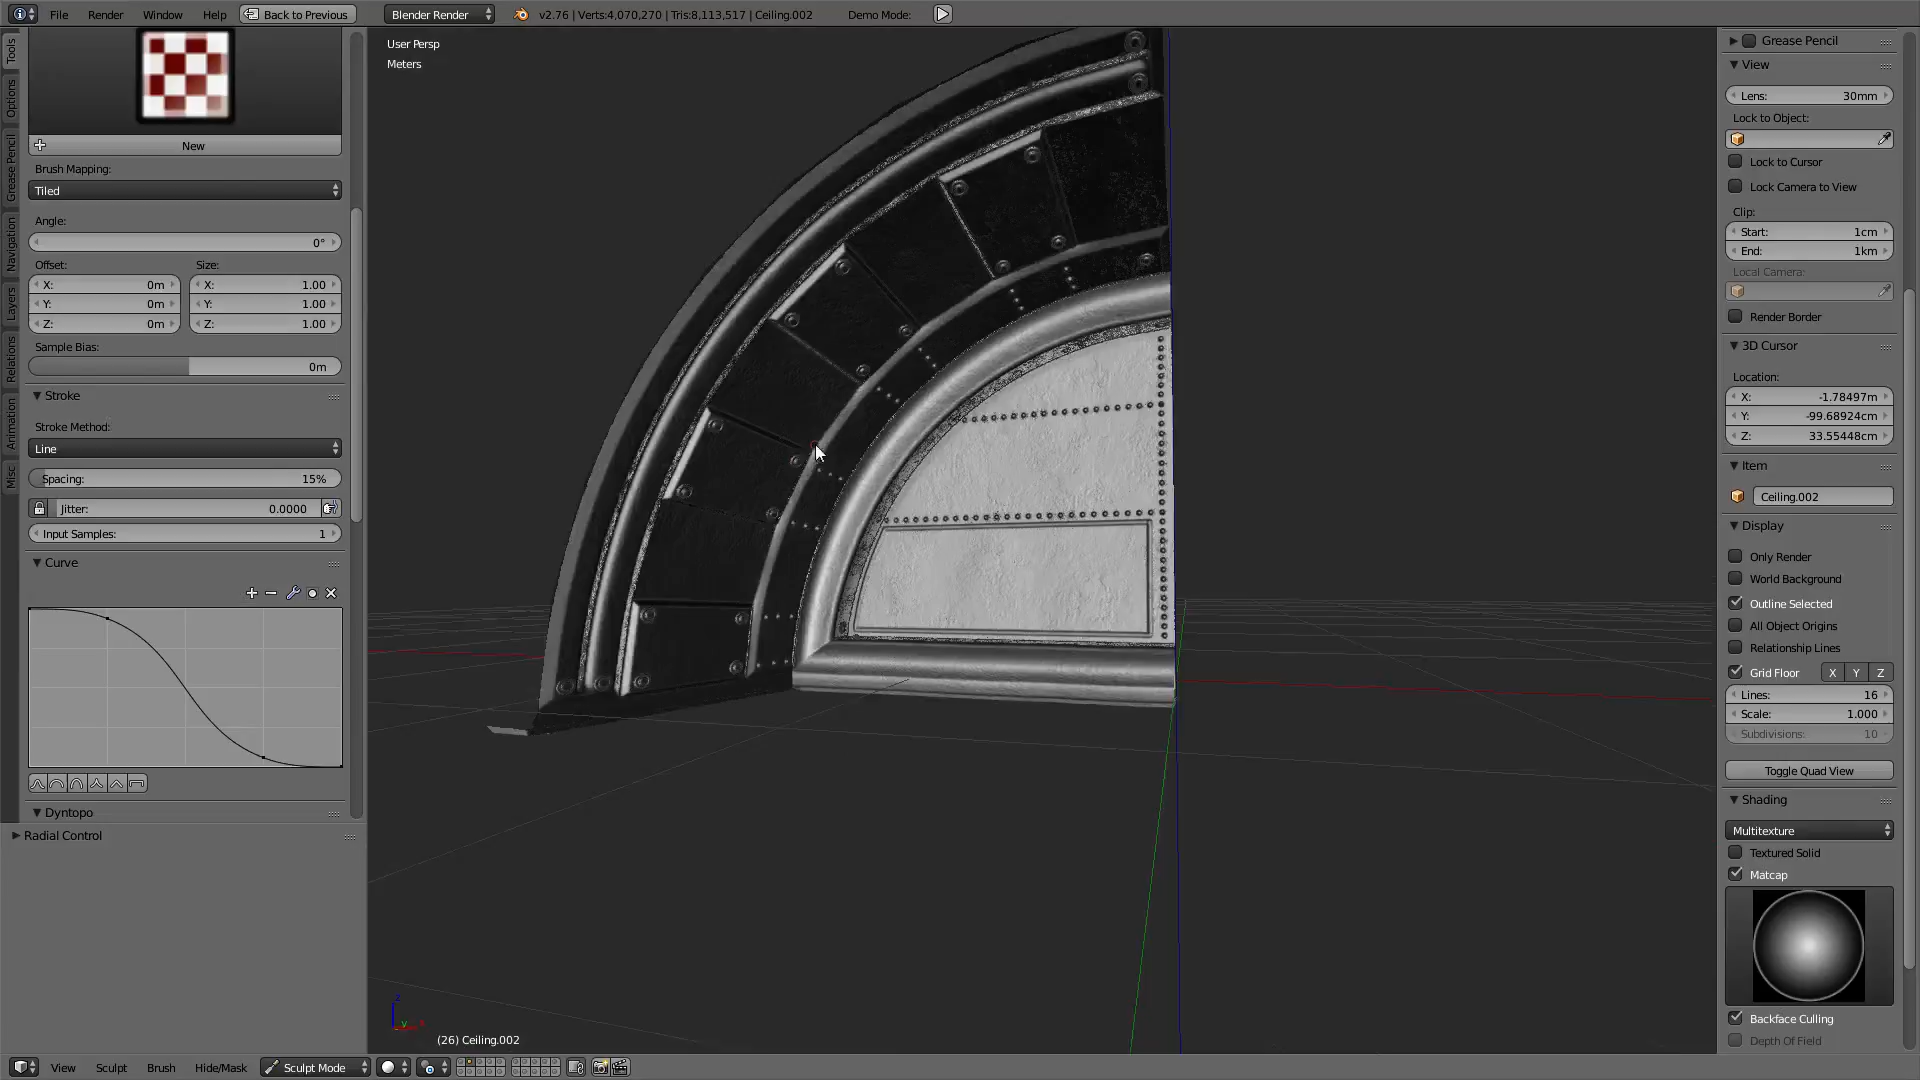 File Render Window Help Back to Previous Blender Render v2.76 | Verts:4,070,270 | Tris:8,113,517 | Ceiling.002 Demo Mode:
Tools
Options
Grease Pencil
Navigation
Layers
Relations
Animation
Misc
New
Brush Mapping:
Tiled
Angle:
0°
Offset: Size:
X: 0m X: 1.00
Y: 0m Y: 1.00
Z: 0m Z: 1.00
Sample Bias:
0m
Stroke
Stroke Method:
Line
Spacing: 15%
Jitter: 0.0000
Input Samples: 1
Curve
Dyntopo
Radial Control
User Persp
Meters
z
y
x
(26) Ceiling.002
Grease Pencil
View
Lens: 30mm
Lock to Object:
Lock to Cursor
Lock Camera to View
Clip:
Start: 1cm
End: 1km
Local Camera:
Render Border
3D Cursor
Location:
X: -1.78497m
Y: -99.68924cm
Z: 33.55448cm
Item
Ceiling.002
Display
Only Render
World Background
Outline Selected
All Object Origins
Relationship Lines
Grid Floor X Y Z
Lines: 16
Scale: 1.000
Subdivisions: 10
Toggle Quad View
Shading
Multitexture
Textured Solid
Matcap
Backface Culling
Depth Of Field
View Sculpt Brush Hide/Mask Sculpt Mode